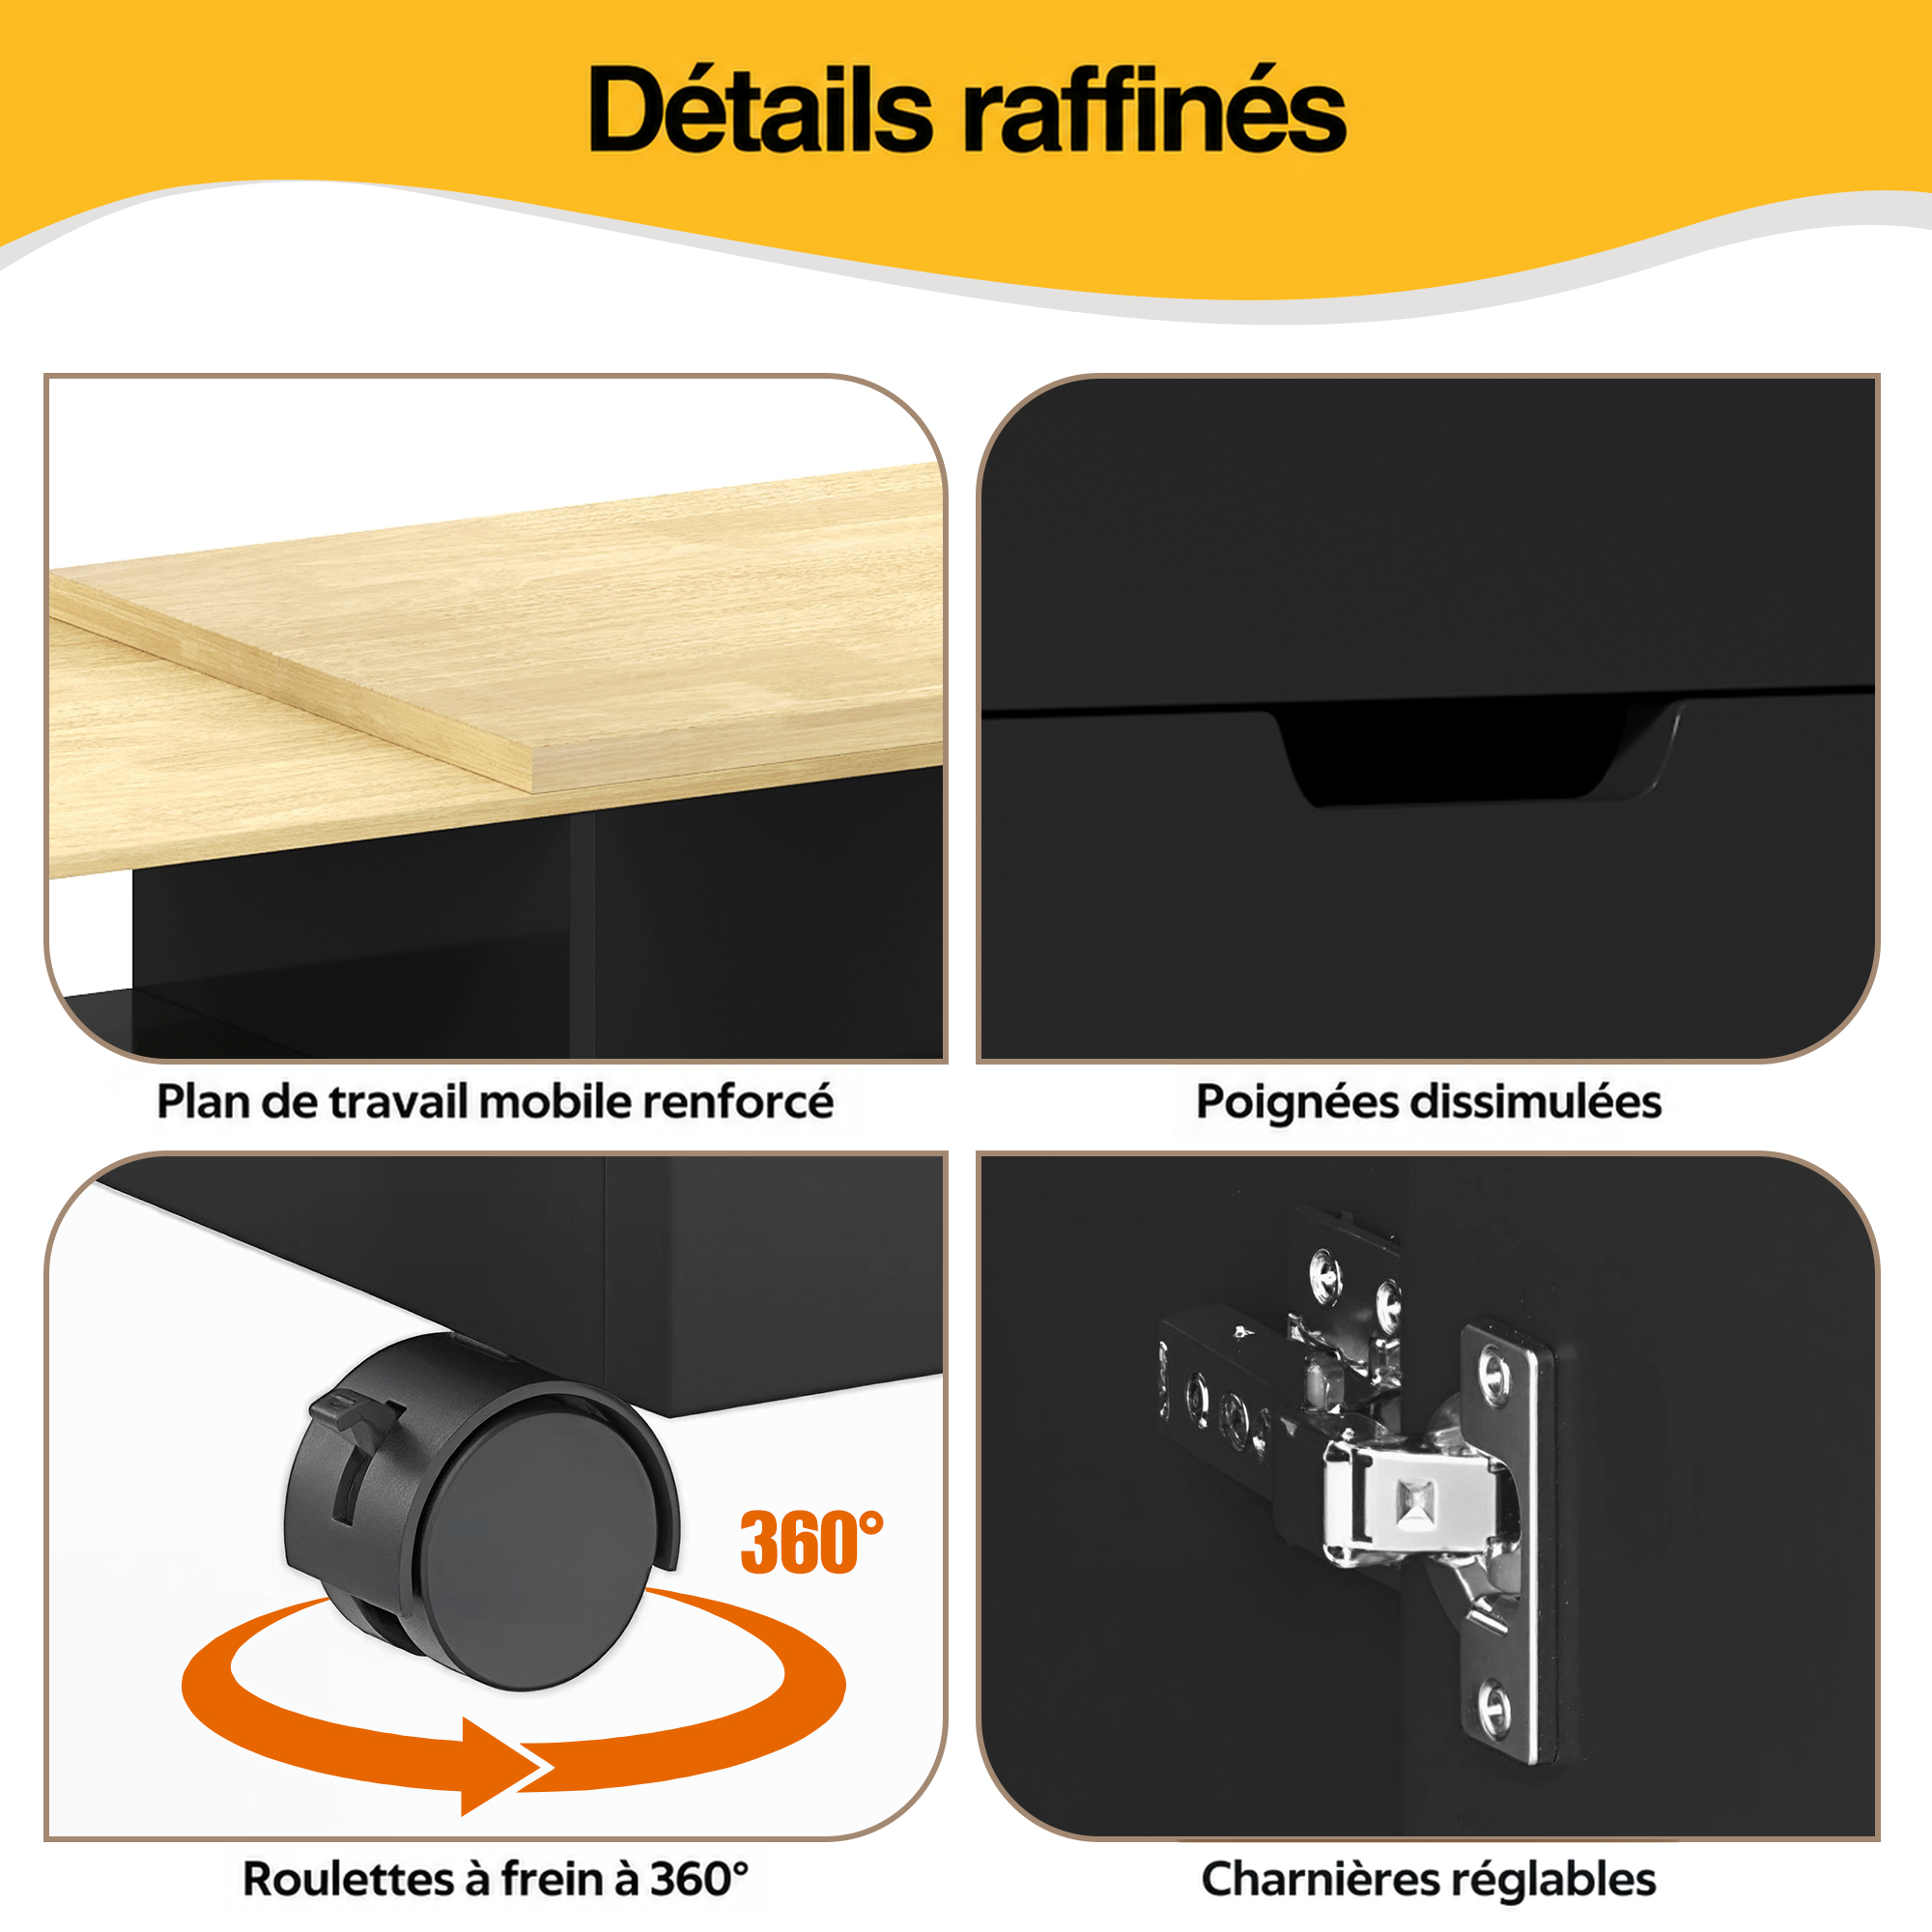 Détails raffinés
Plan de travail mobile renforcé
Poignées dissimulées
360°
Roulettes à frein à 360°
Charnières réglables